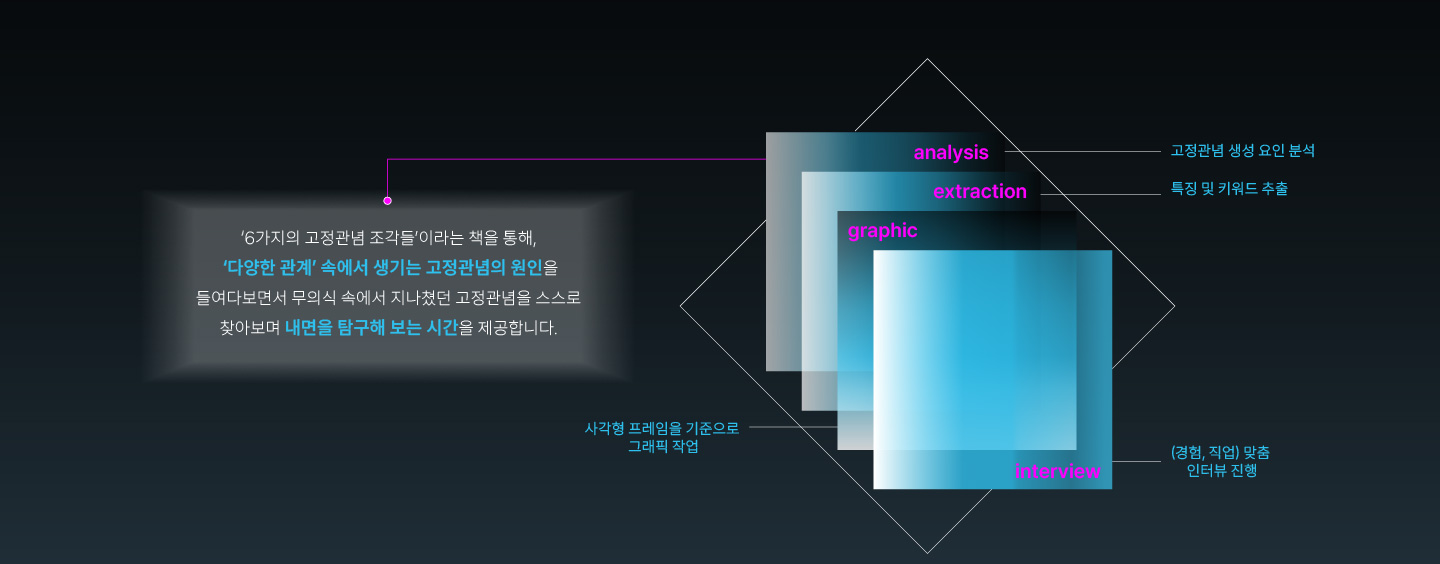 ‘6가지의 고정관념 조각들’이라는 책을 통해,
‘다양한 관계’ 속에서 생기는 고정관념의 원인을
들여다보면서 무의식 속에서 지나쳤던 고정관념을 스스로
찾아보며 내면을 탐구해 보는 시간을 제공합니다.
analysis
고정관념 생성 요인 분석
extraction
특징 및 키워드 추출
graphic
사각형 프레임을 기준으로
그래픽 작업
interview
(경험, 직업) 맞춤
인터뷰 진행